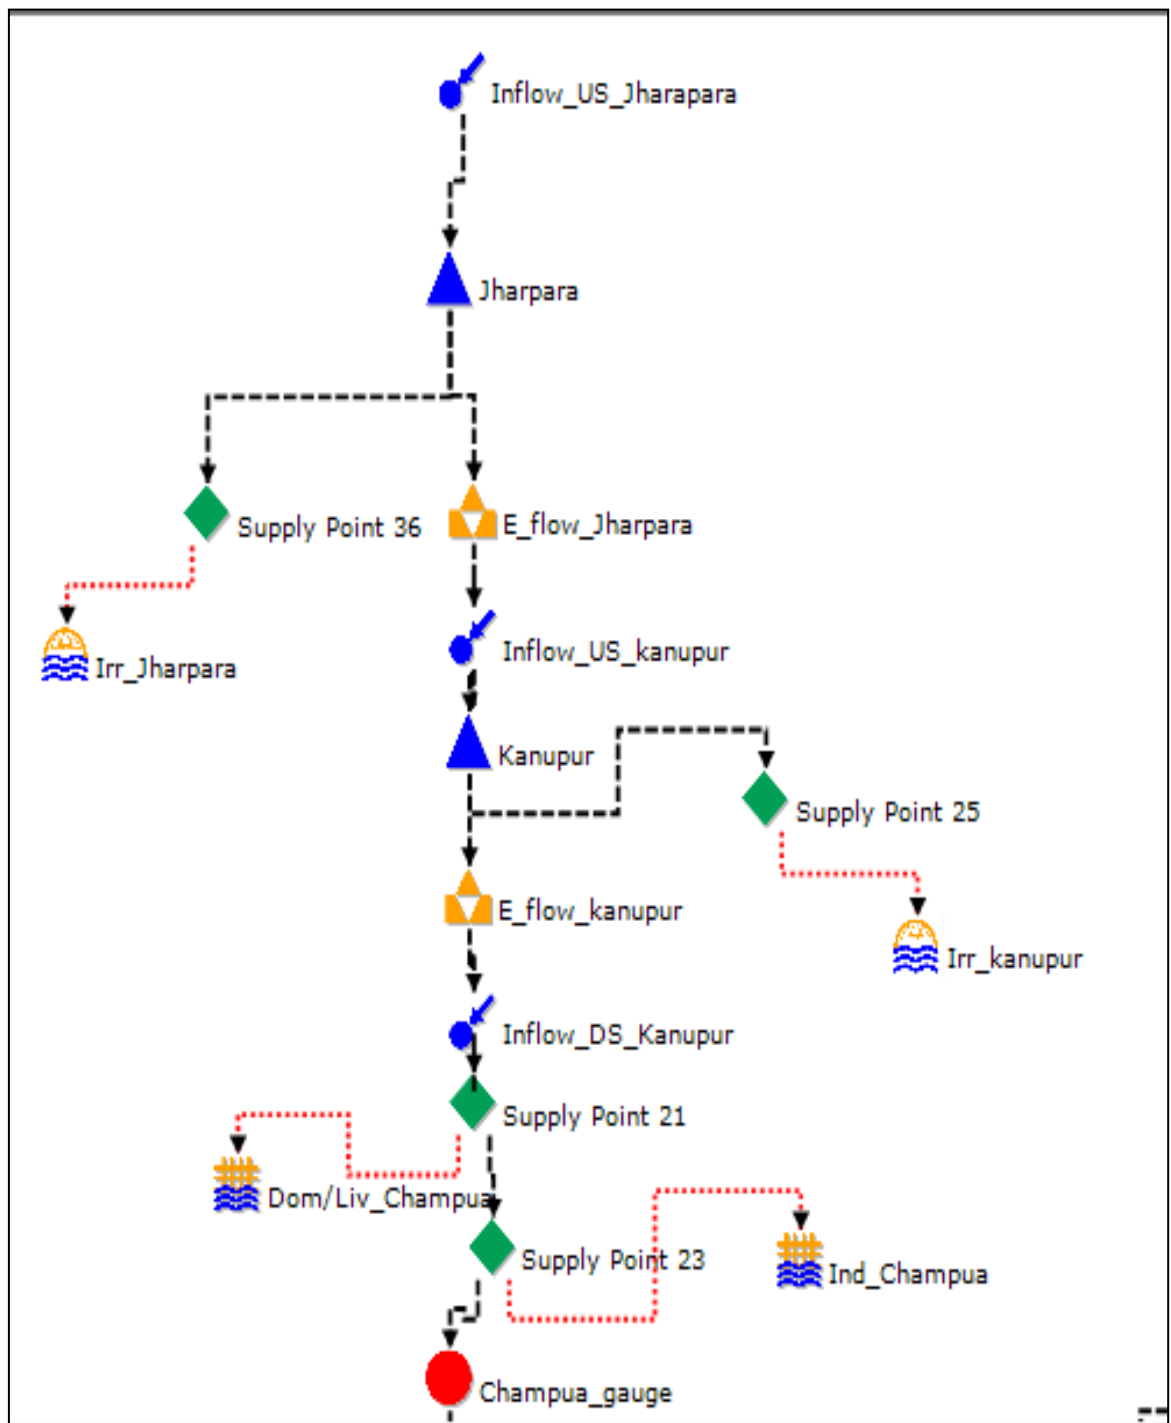 Inflow_US_Jharapara
Jharpara
Supply Point 36
E_flow_Jharpara
Inflow_US_kanupur
Irr_Jharpara
Kanupur
Supply Point 25
E_flow_kanupur
Irr_kanupur
Inflow_DS_Kanupur
Supply Point 21
Dom/Liv_Champua
Supply Point 23
Ind_Champua
Champua_gauge